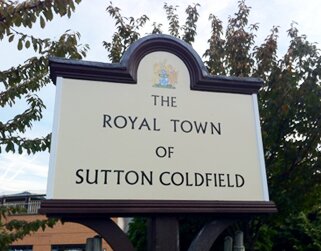 THE
ROYAL TOWN
OF
SUTTON COLDFIELD